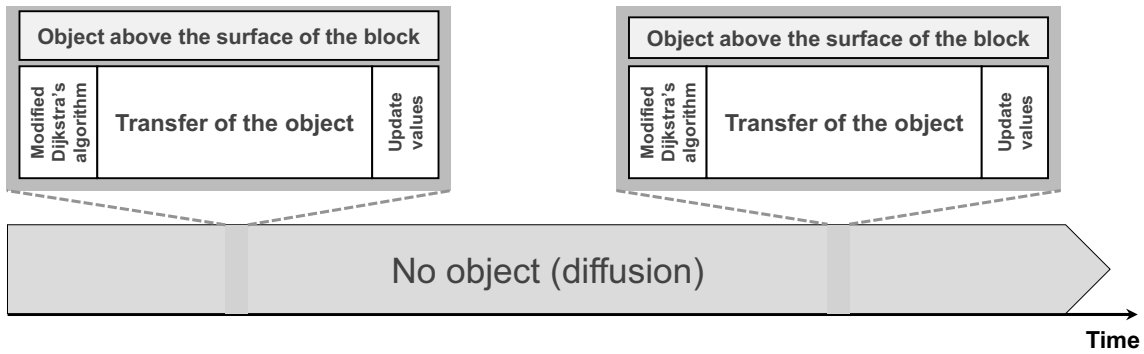 Object above the surface of the block
Modified
Dijkstra's
algorithm
Transfer of the object
Update
values
Object above the surface of the block
Modified
Dijkstra's
algorithm
Transfer of the object
Update
values
No object (diffusion)
Time